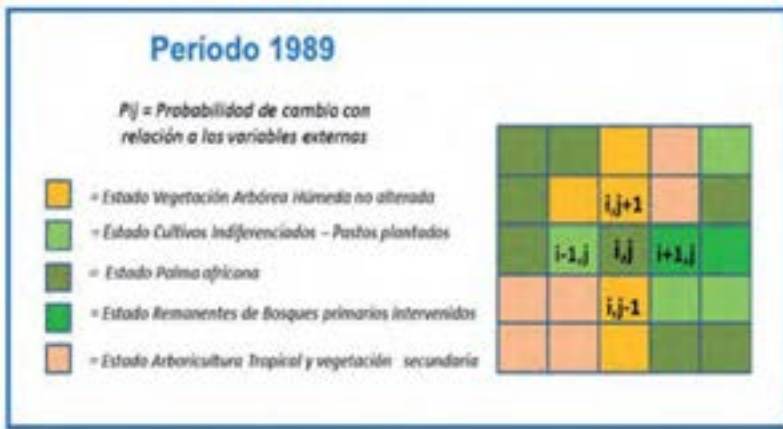 Período 1989
Pij = Probabilidad de cambio con
relación a las variables externas
= Estado Vegetación Arbórea Húmeda no alterada
= Estado Cultivos Indiferenciados – Pastos plantados
= Estado Palma africana
= Estado Remanentes de Bosques primarios intervenidos
= Estado Arboricultura Tropical y vegetación secundaria
i,j+1
i-1,j i,j i+1,j
i,j-1